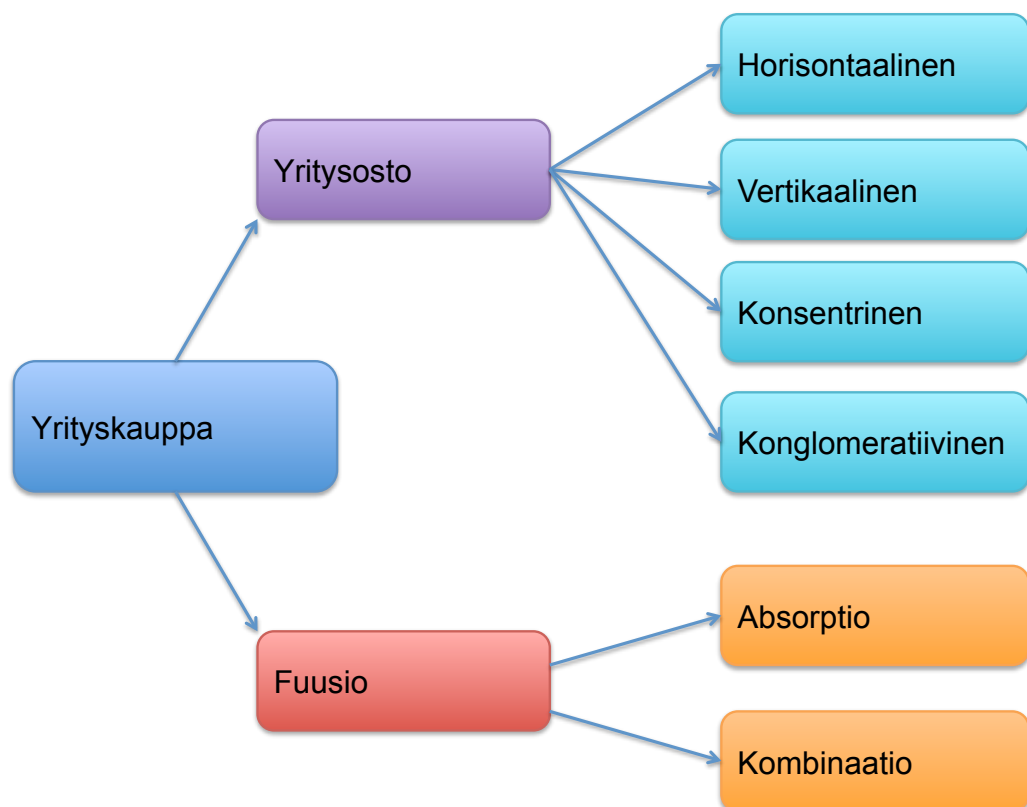 Horisontaalinen
Yritysosto
Vertikaalinen
Konsentrinen
Yrityskauppa
Konglomeratiivinen
Absorptio
Fuusio
Kombinaatio